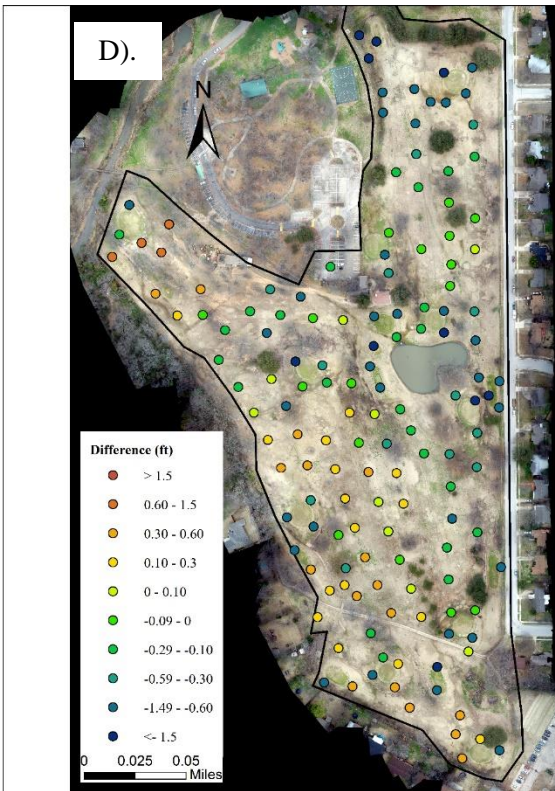 D).
N
Difference (ft)
> 1.5
0.60 - 1.5
0.30 - 0.60
0.10 - 0.3
0 - 0.10
-0.09 - 0
-0.29 - -0.10
-0.59 - -0.30
-1.49 - -0.60
<- 1.5
0 0.025 0.05
Miles